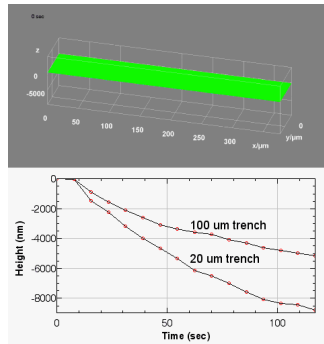 0 sec
z
0
-5000
0
50
100
150
200
250
300
x/µm
y/µm
0
0
-2000
-4000
-6000
-8000
Height (nm)
100 um trench
20 um trench
0
50
100
Time (sec)